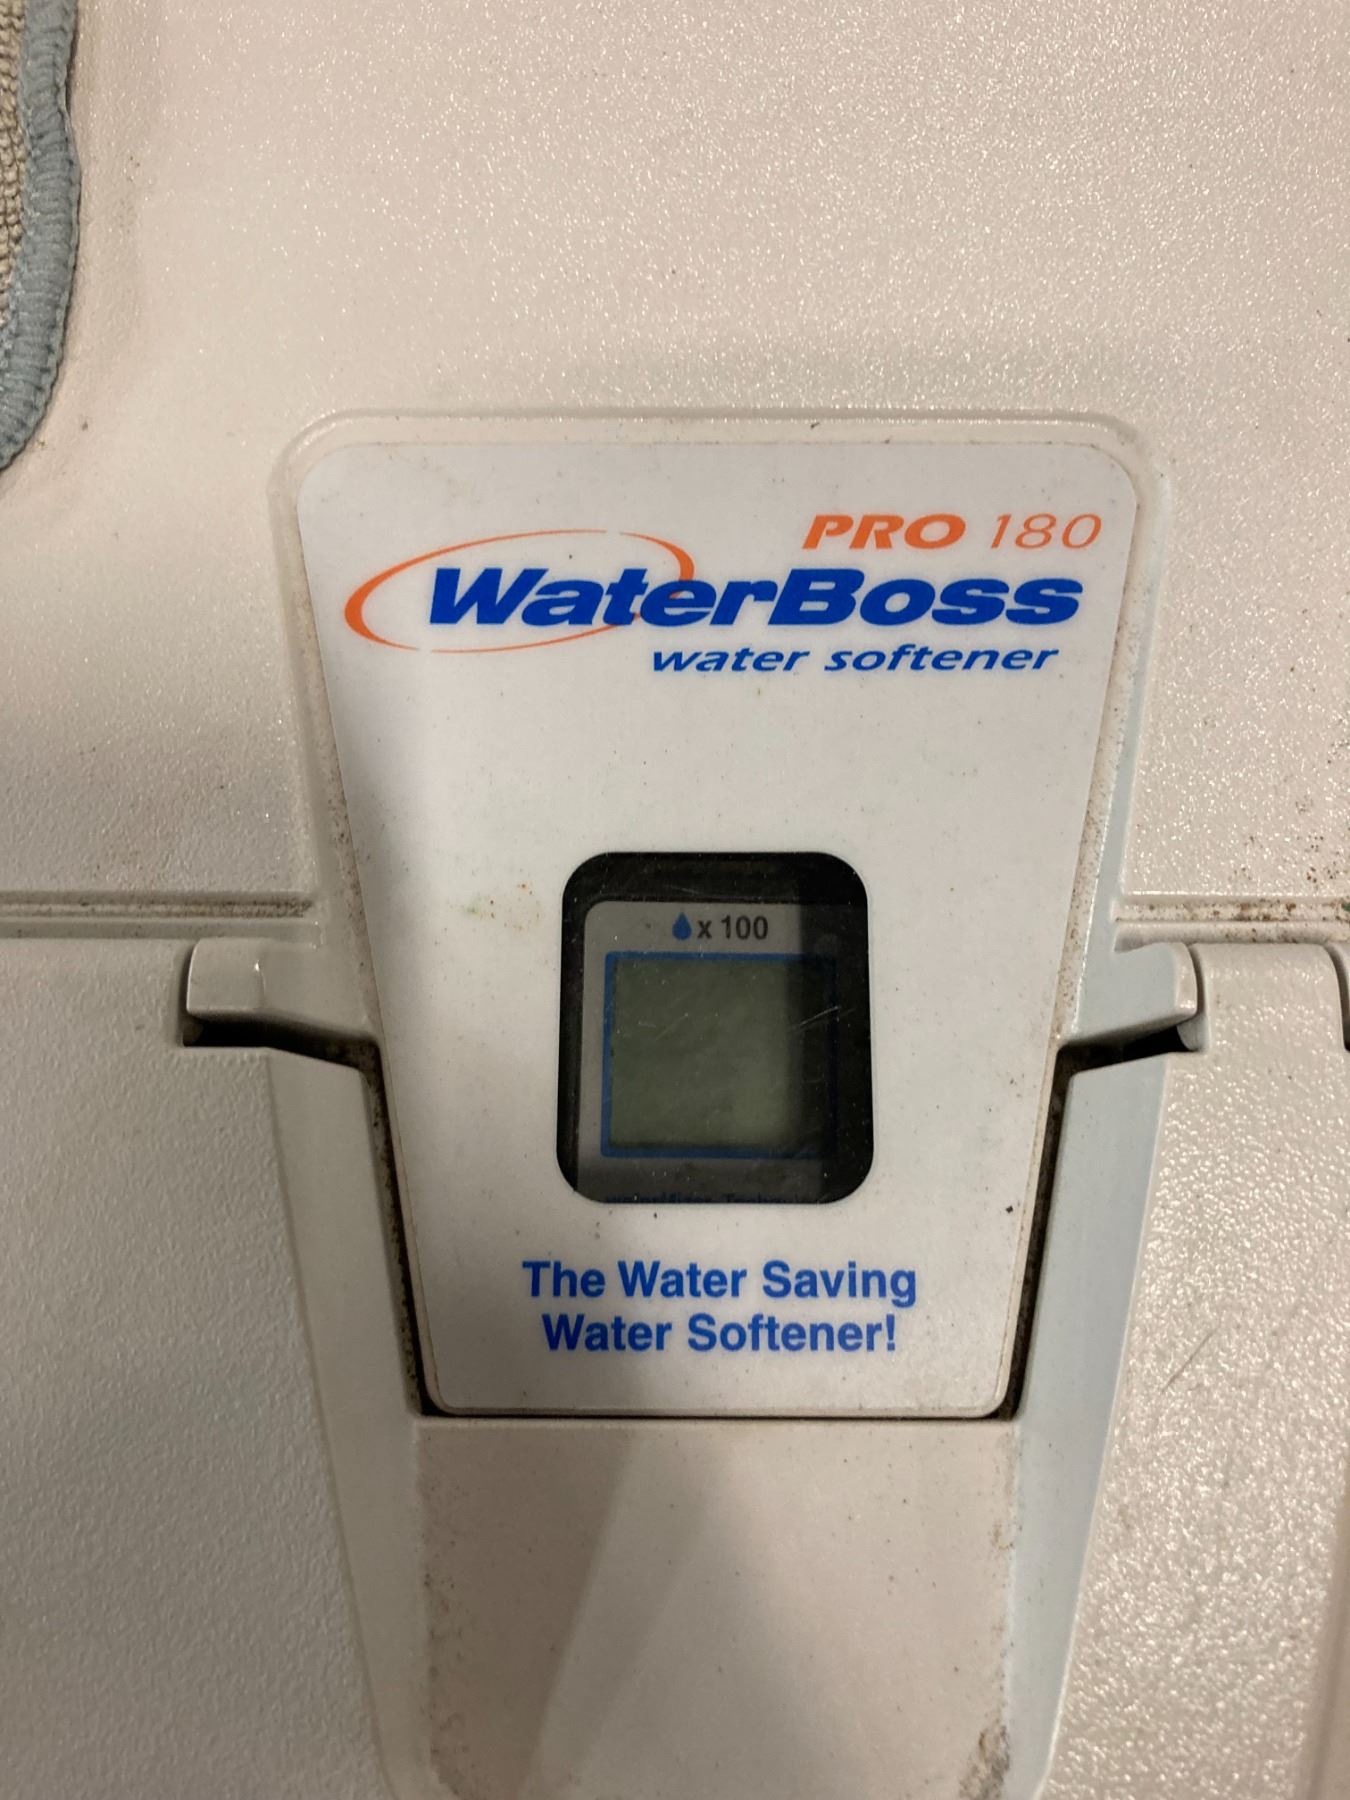 PRO 180
WaterBoss
water softener
x 100
The Water Saving
Water Softener!